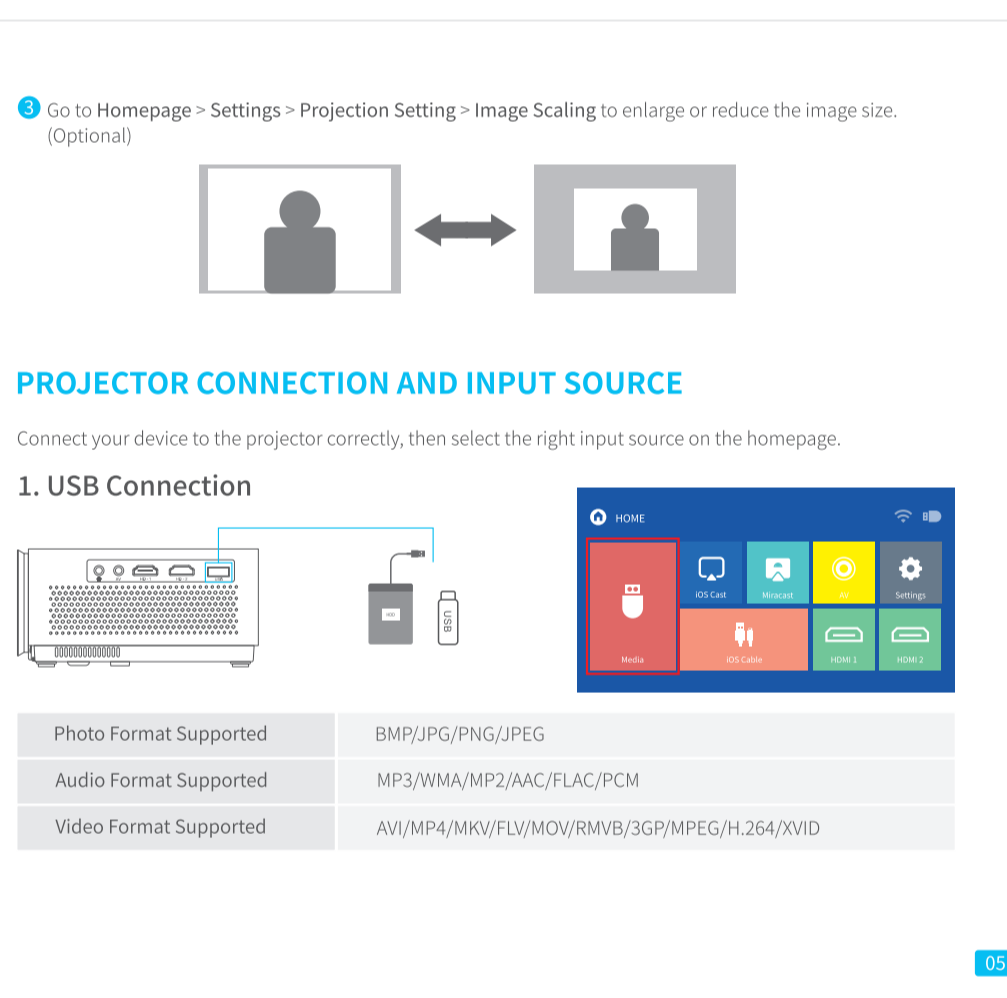 3 Go to Homepage > Settings > Projection Setting > Image Scaling to enlarge or reduce the image size.
(Optional)
PROJECTOR CONNECTION AND INPUT SOURCE
Connect your device to the projector correctly, then select the right input source on the homepage.
1. USB Connection
AV
USB
HDD
USB
HOME
Media
iOS Cast
Miracast
AV
Settings
iOS Cable
HDMI 1
HDMI 2
Photo Format Supported
BMP/JPG/PNG/JPEG
Audio Format Supported
MP3/WMA/MP2/AAC/FLAC/PCM
Video Format Supported
AVI/MP4/MKV/FLV/MOV/RMVB/3GP/MPEG/H.264/XVID
05